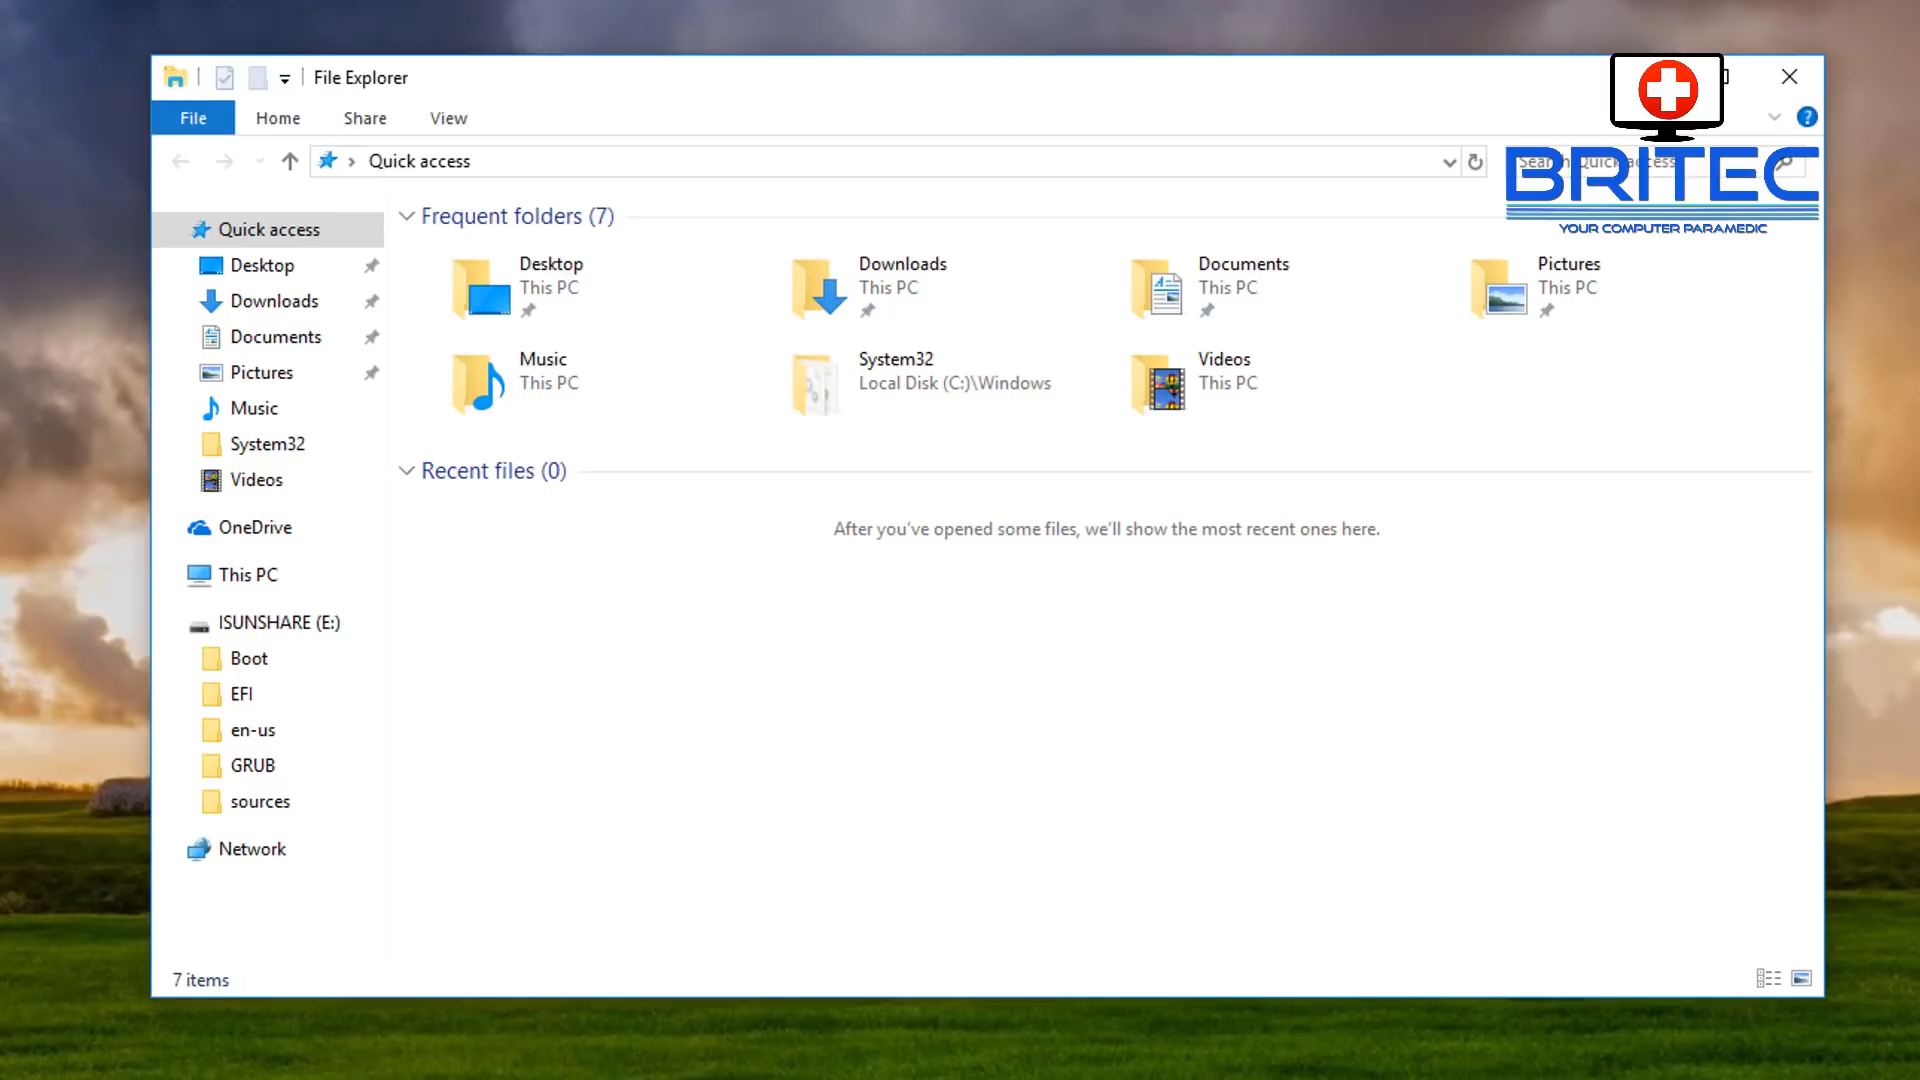 File Explorer
File Home Share View
Quick access
Search Quick access
BRITEC
YOUR COMPUTER PARAMEDIC
Quick access
Desktop
Downloads
Documents
Pictures
Music
System32
Videos
OneDrive
This PC
ISUNSHARE (E:)
Boot
EFI
en-us
GRUB
sources
Network
Frequent folders (7)
Desktop
This PC
Downloads
This PC
Documents
This PC
Pictures
This PC
Music
This PC
System32
Local Disk (C:)\Windows
Videos
This PC
Recent files (0)
After you've opened some files, we'll show the most recent ones here.
7 items